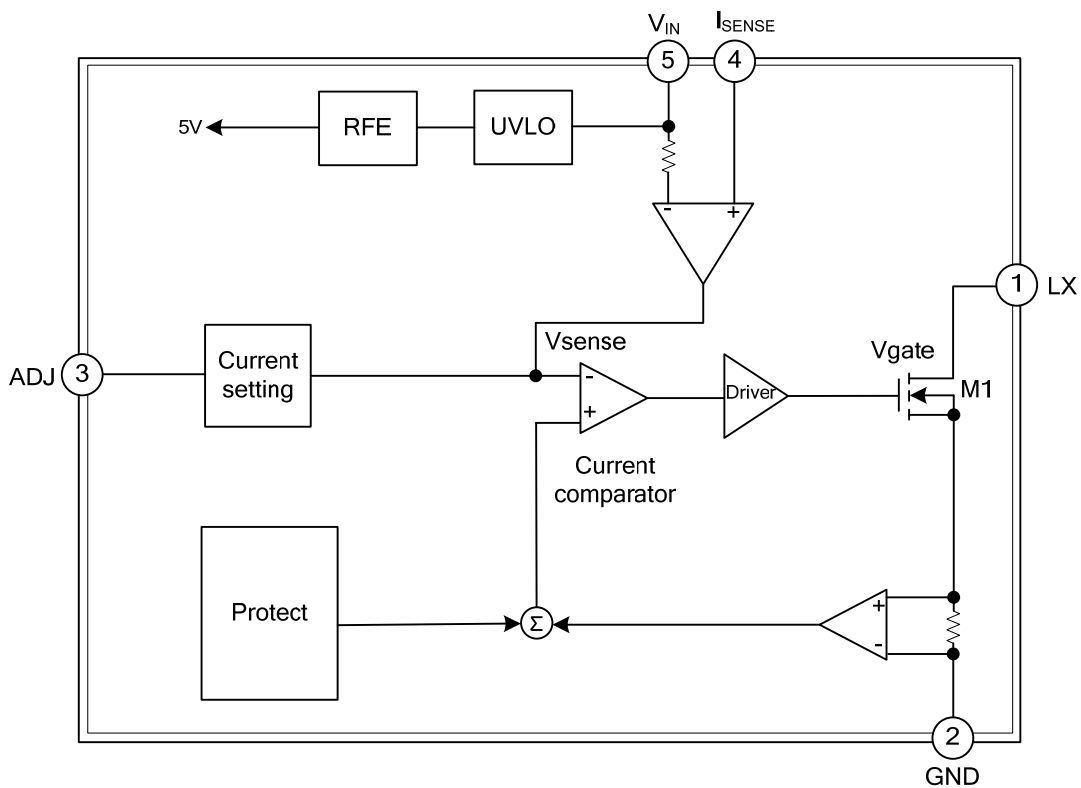 VIN ISENSE
5 4
5V RFE UVLO
- +
1 LX
ADJ 3
Current
setting
Vsense
-
+
Driver
Vgate
M1
Current
comparator
Protect
Σ
+
-
2
GND